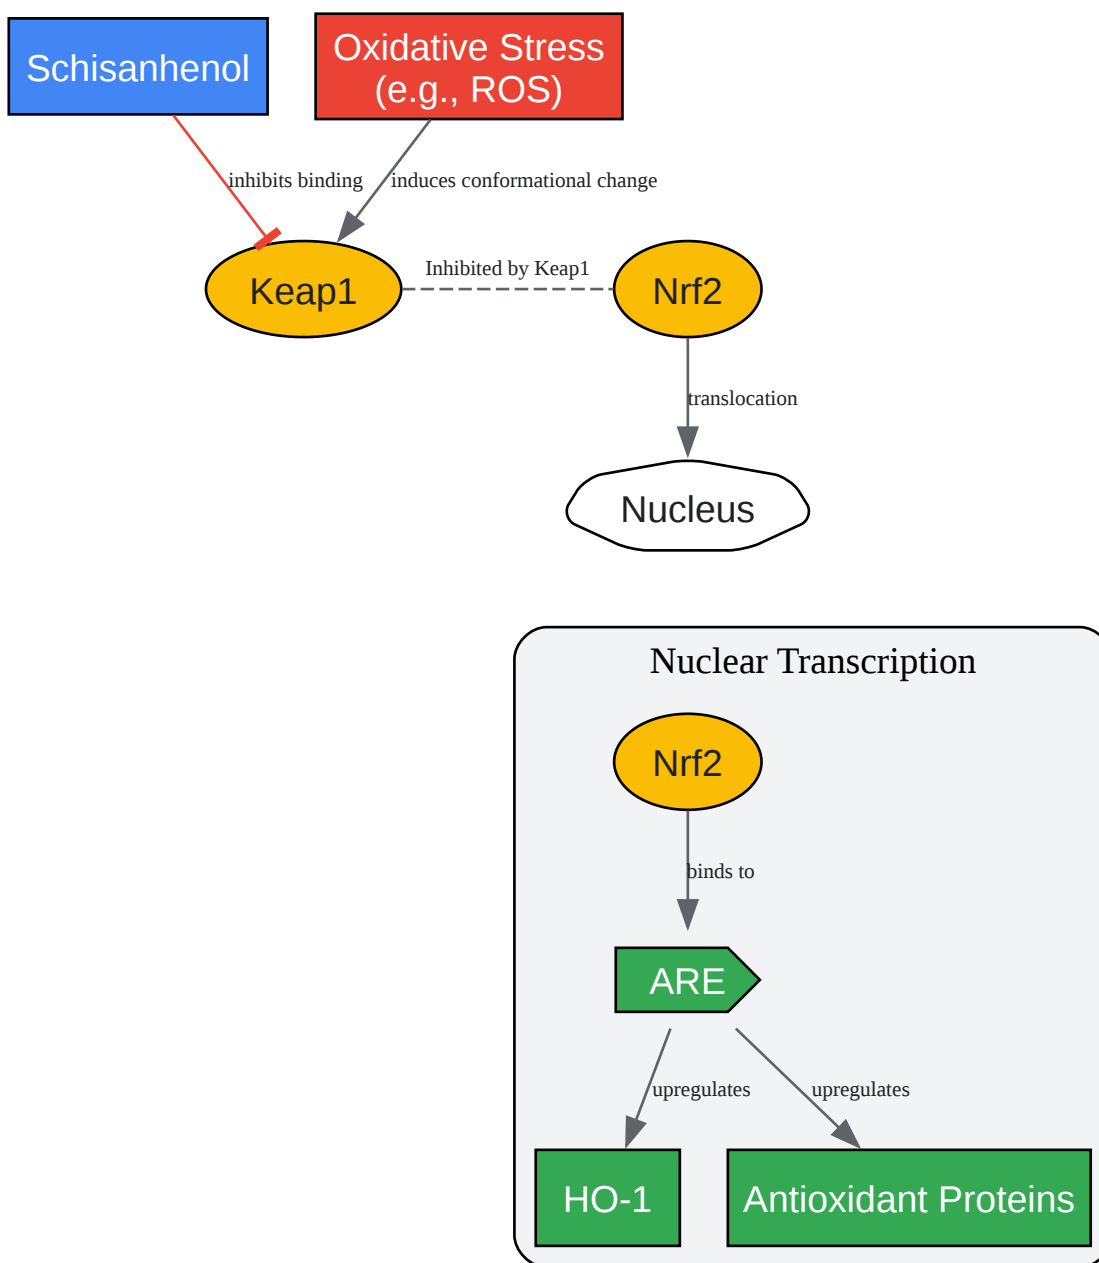 Schisanhenol
Oxidative Stress
(e.g., ROS)
inhibits binding
induces conformational change
Keap1
Inhibited by Keap1
Nrf2
translocation
Nucleus
Nuclear Transcription
Nrf2
binds to
ARE
upregulates
upregulates
HO-1
Antioxidant Proteins